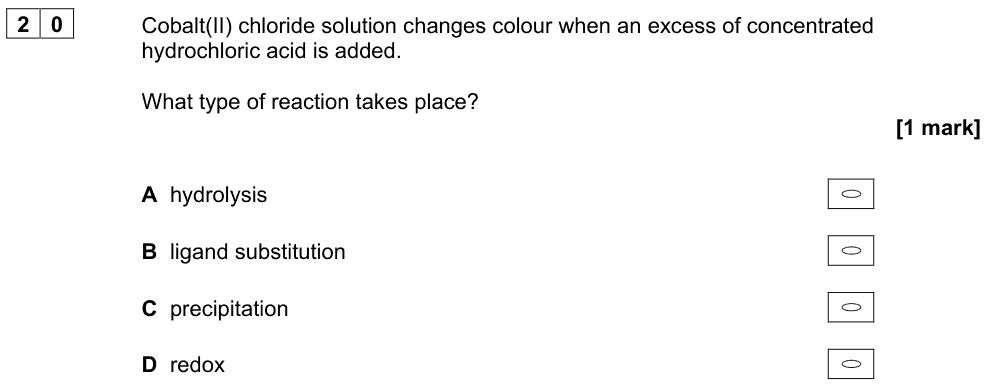 2 0
Cobalt(II) chloride solution changes colour when an excess of concentrated
hydrochloric acid is added.
What type of reaction takes place?
[1 mark]
A hydrolysis
B ligand substitution
C precipitation
D redox